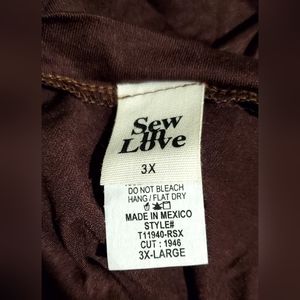 Sew
in
Love
3X
DO NOT BLEACH
HANG / FLAT DRY
MADE IN MEXICO
STYLE#
T11940-RSX
CUT : 1946
3X-LARGE